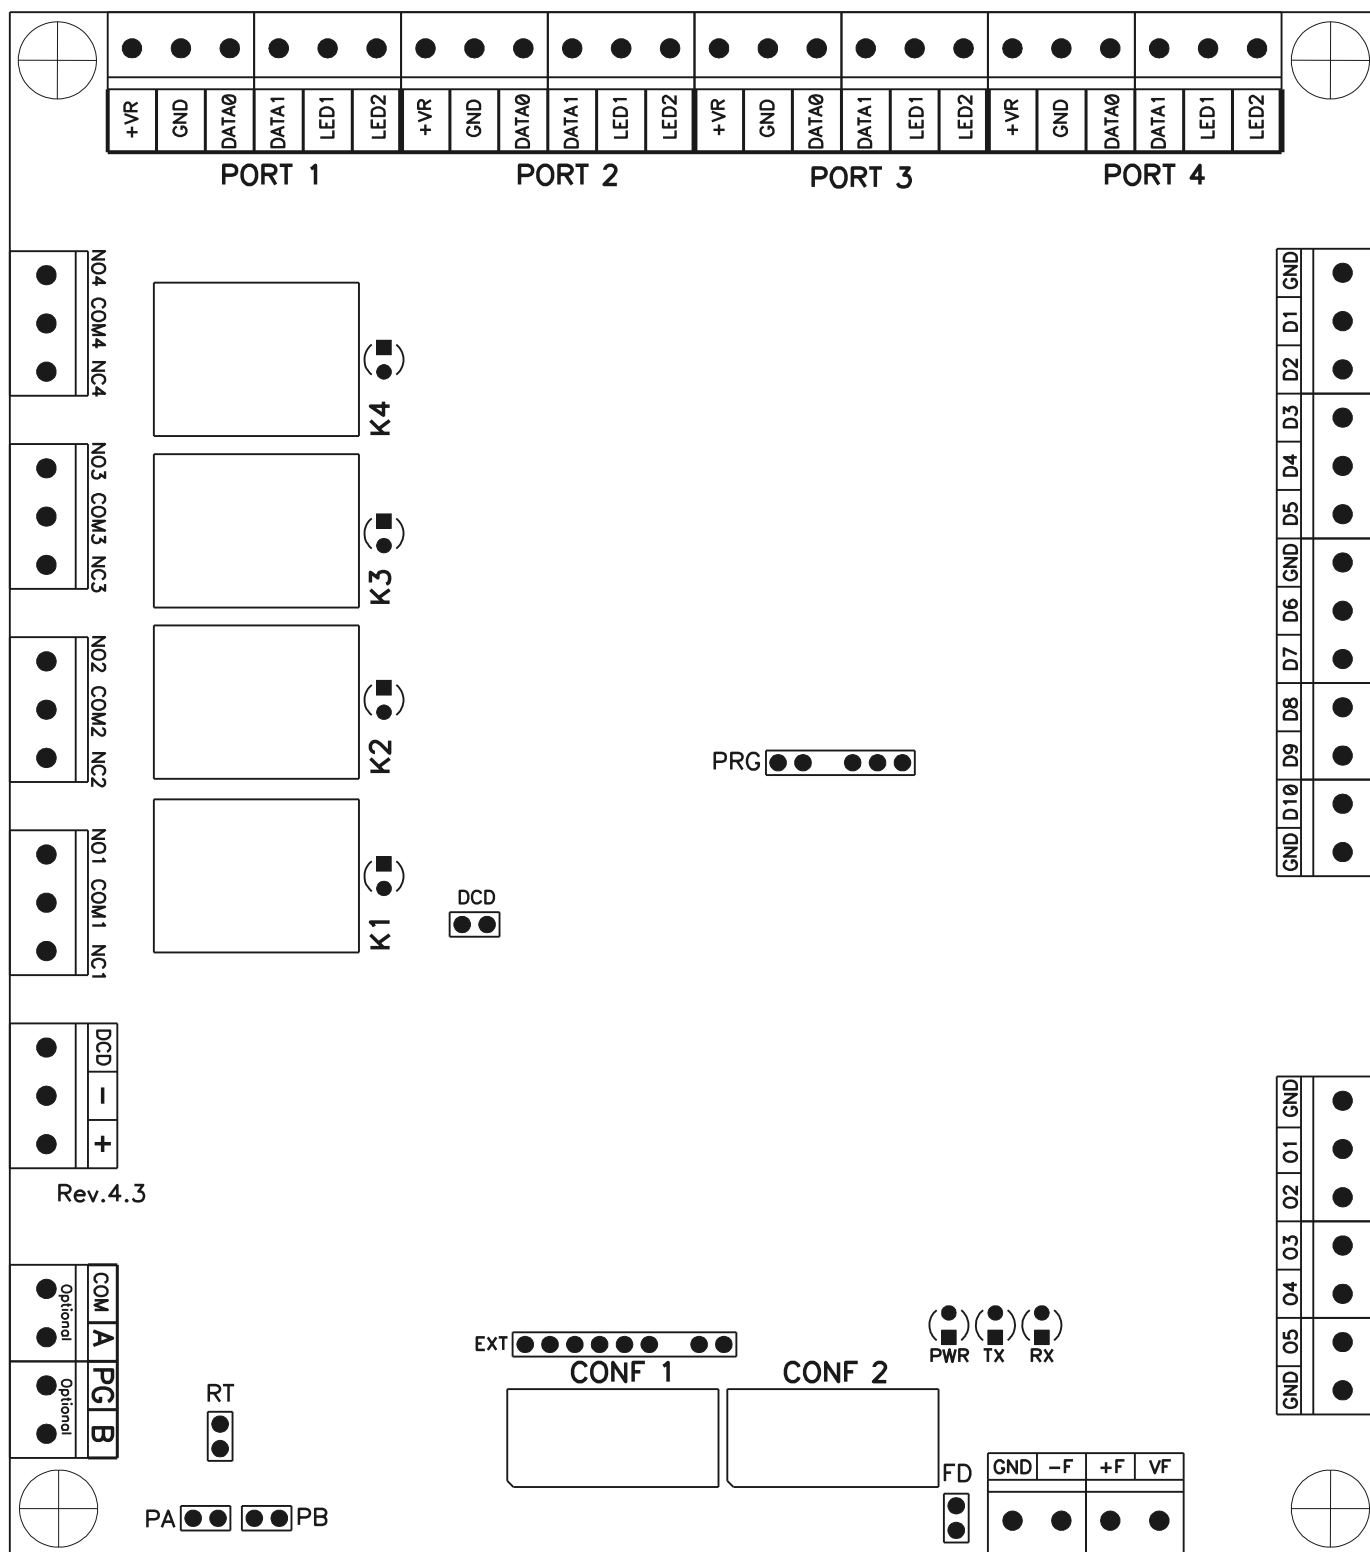 +VR GND DATA0 DATA1 LED1 LED2 +VR GND DATA0 DATA1 LED1 LED2 +VR GND DATA0 DATA1 LED1 LED2 +VR GND DATA0 DATA1 LED1 LED2
PORT 1 PORT 2 PORT 3 PORT 4
NO4 COM4 NC4
K4
NO3 COM3 NC3
K3
NO2 COM2 NC2
K2
NO1 COM1 NC1
K1
DCD
PRG
GND D1 D2 D3 D4 D5 GND D6 D7 D8 D9 D10 GND
DCD - +
Rev.4.3
COM A
Optional
PG B
Optional
RT
PA PB
EXT
CONF 1 CONF 2
PWR TX RX
GND O1 O2 O3 O4 O5 GND
FD
GND -F +F VF